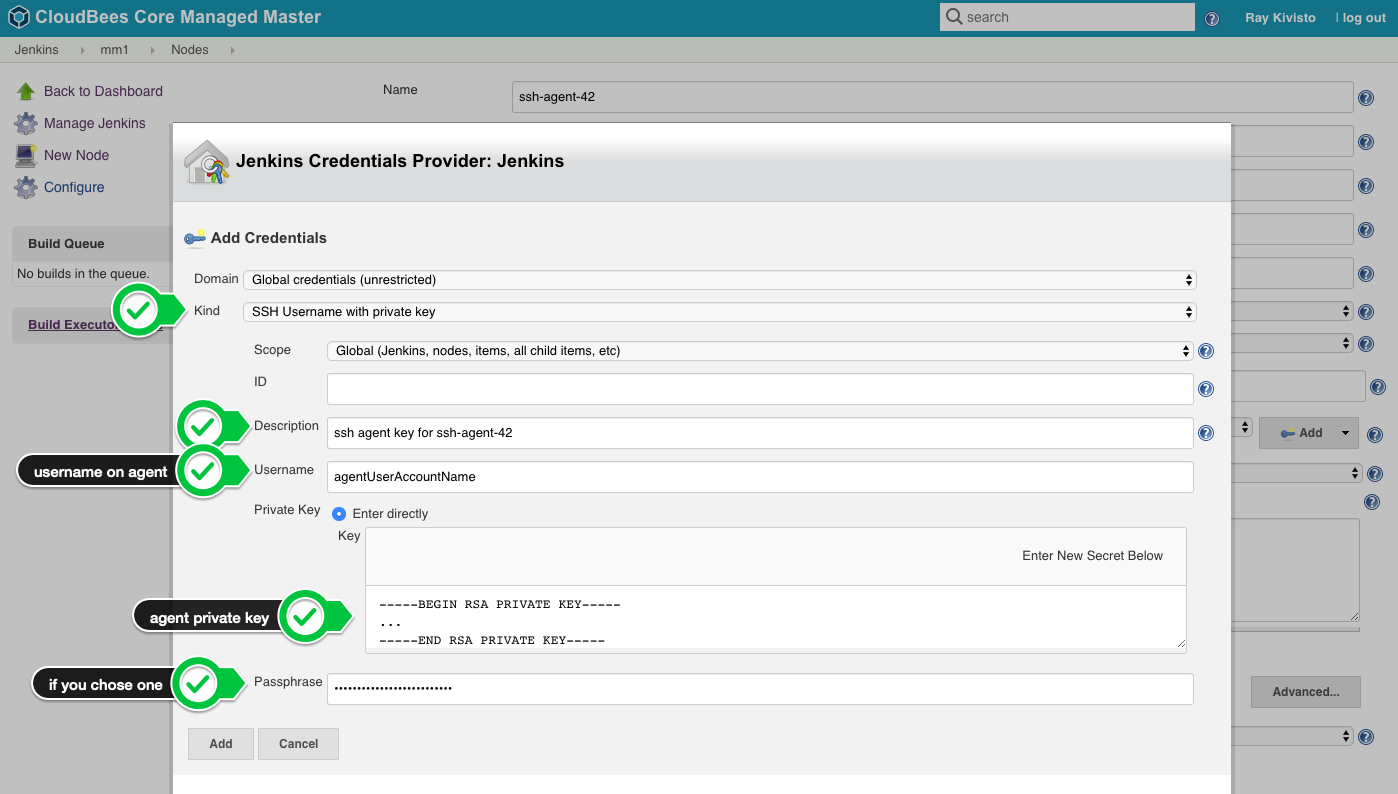 CloudBees Core Managed Master
search
Ray Kivisto | log out
Jenkins mm1 Nodes
Back to Dashboard
Manage Jenkins
New Node
Configure
Build Queue
No builds in the queue.
Build Executo
Name
ssh-agent-42
Jenkins Credentials Provider: Jenkins
Add Credentials
Domain Global credentials (unrestricted)
Kind SSH Username with private key
Scope Global (Jenkins, nodes, items, all child items, etc)
ID
Description ssh agent key for ssh-agent-42
username on agent Username agentUserAccountName
Private Key Enter directly
Key
Enter New Secret Below
-----BEGIN RSA PRIVATE KEY-----
...
-----END RSA PRIVATE KEY-----
agent private key
if you chose one Passphrase ••••••••••••••••••••••••••
Add Cancel
Add
Advanced...